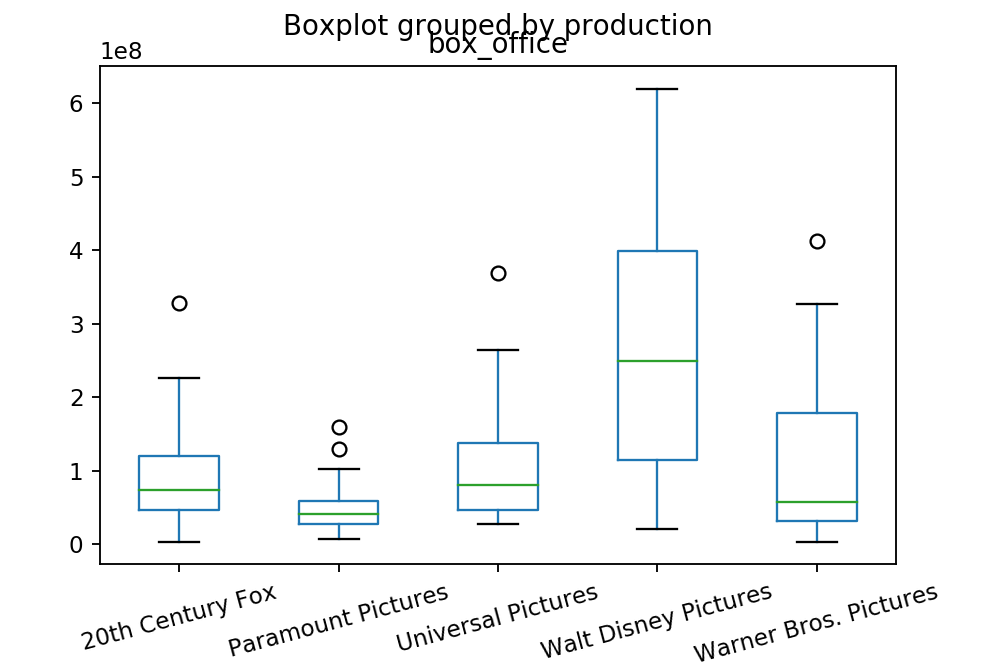 Boxplot grouped by production
box_office
1e8
6
5
4
3
2
1
0
20th Century Fox
Paramount Pictures
Universal Pictures
Walt Disney Pictures
Warner Bros. Pictures